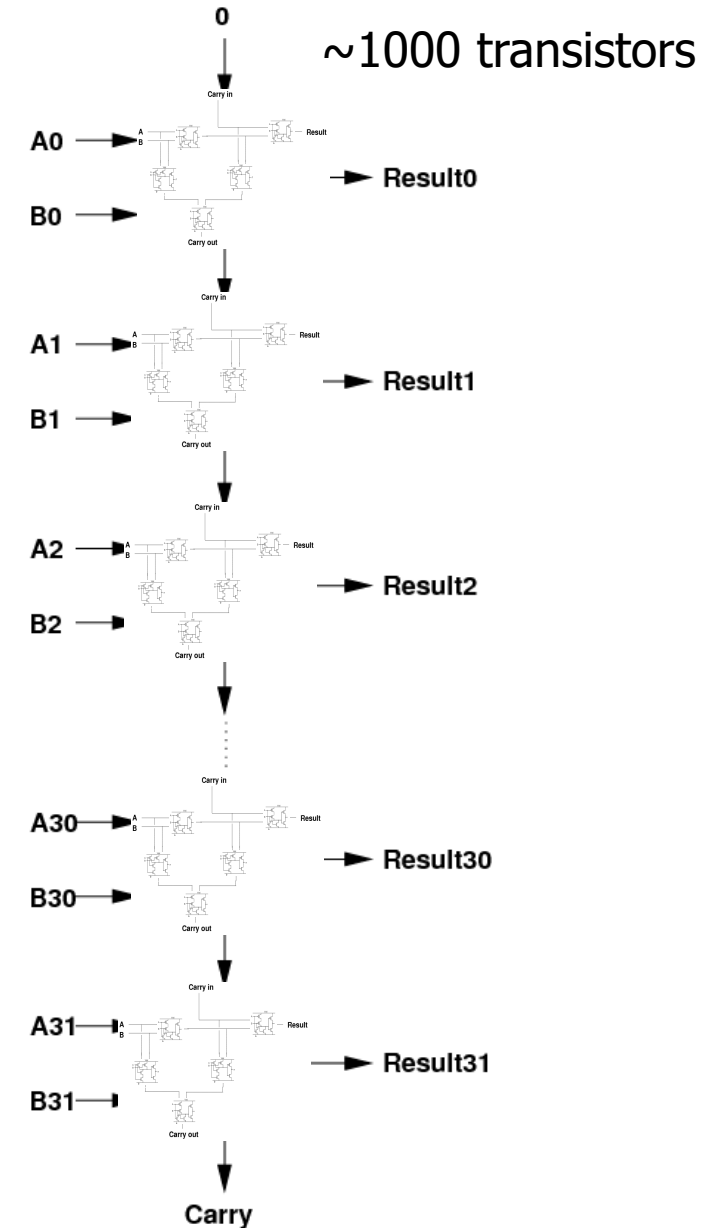 0
~1000 transistors
Carry in
A
B
Result
A0
B0
Result0
Carry out
Carry in
A
B
Result
A1
B1
Result1
Carry out
Carry in
A
B
Result
A2
B2
Result2
Carry out
Carry in
A
B
Result
A30
B30
Result30
Carry out
Carry in
A
B
Result
A31
B31
Result31
Carry out
Carry